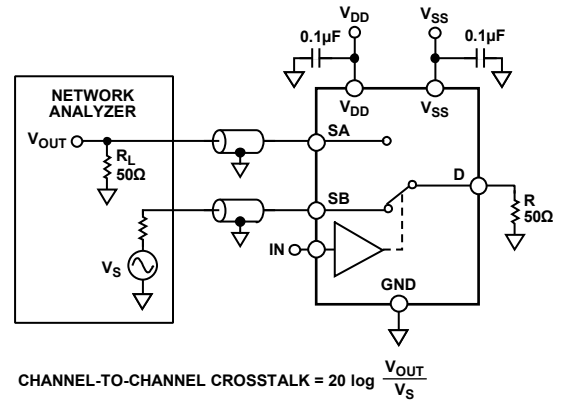 V_DD
V_SS
0.1µF
0.1µF
NETWORK
ANALYZER
V_DD
V_SS
V_OUT
SA
R_L
50Ω
SB
D
R
50Ω
IN
V_S
GND
CHANNEL-TO-CHANNEL CROSSTALK = 20 log V_OUT / V_S